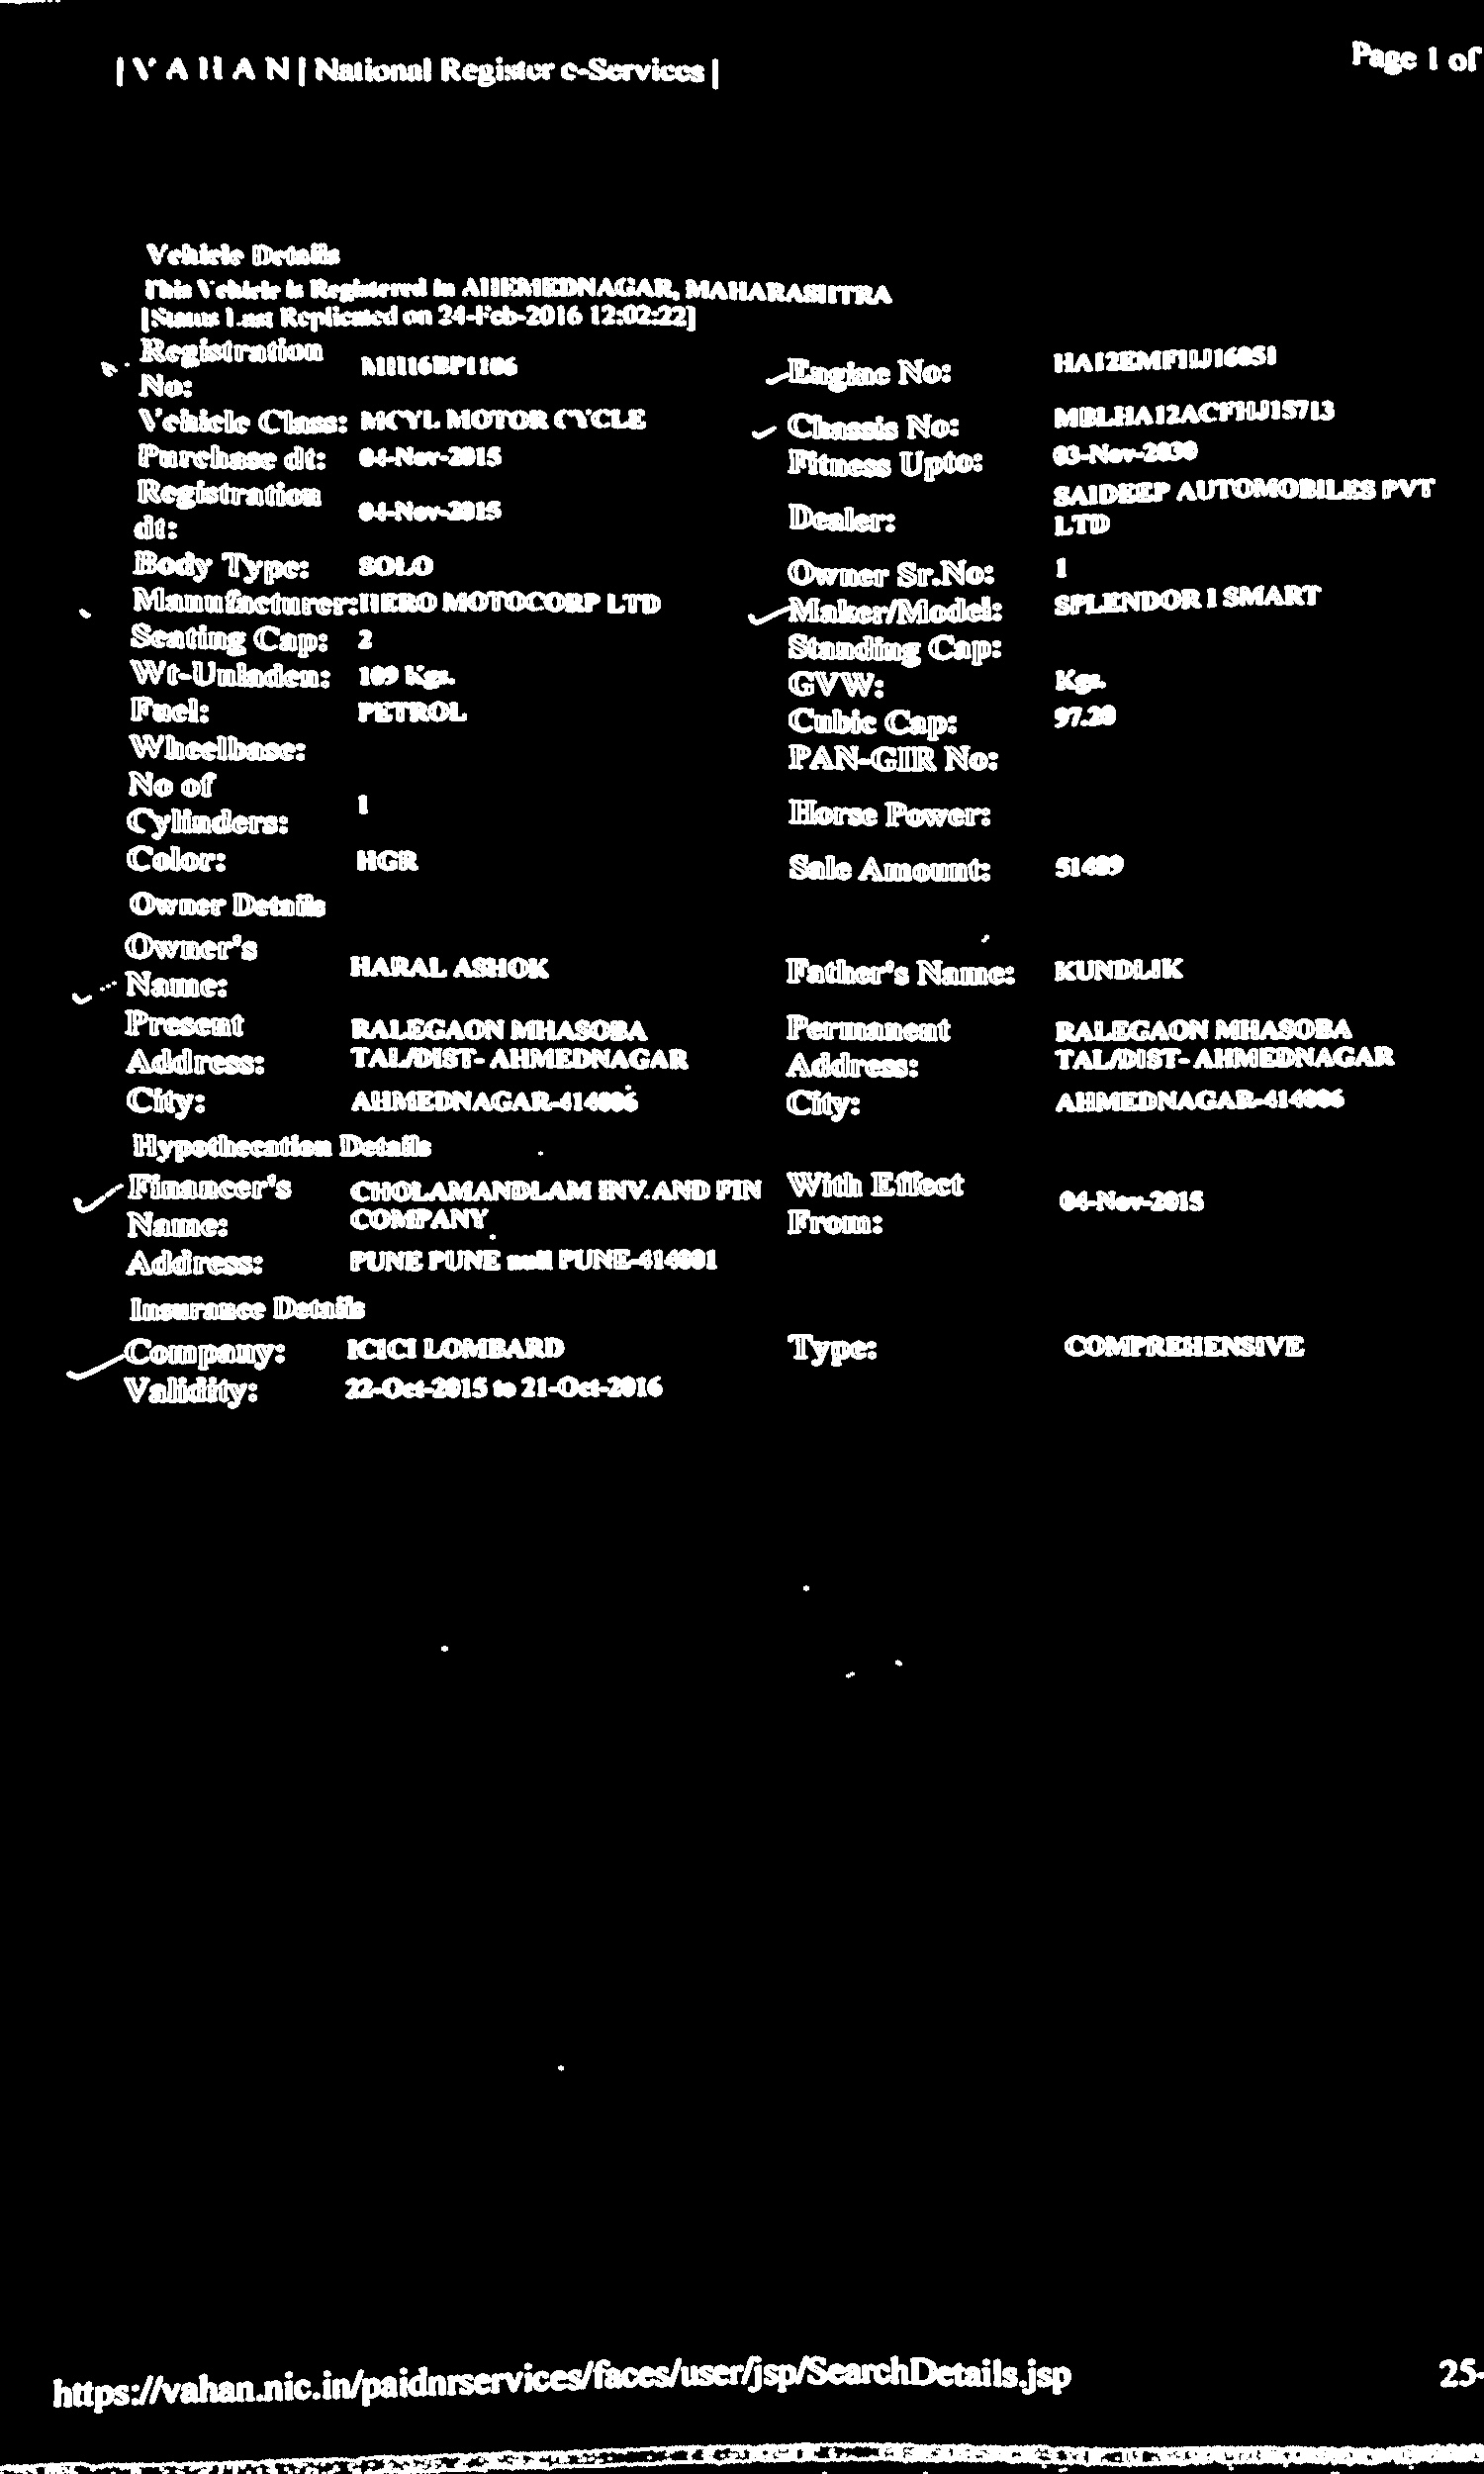 | V A H A N | National Register e-Services |
Page 1 of
Vehicle Details
This Vehicle is Registered in AHEMEDNAGAR, MAHARASHTRA
[Status Last Replicated on 24-Feb-2016 12:02:22]
Registration No: MH16BP1106 Engine No:
Vehicle Class: MCYL MOTOR CYCLE Chassis No:
Purchase dt: 04-Nov-2015 Fitness Upto: 03-Nov-2030
Registration dt: 04-Nov-2015 Dealer: SAIDEEP AUTOMOBILES PVT LTD
Body Type: SOLO Owner Sr.No: 1
Manufacturer: HERO MOTOCORP LTD Maker/Model: SPLENDOR I SMART
Seating Cap: 2 Standing Cap:
Wt-Unladen: 109 Kgs. GVW: Kgs.
Fuel: PETROL Cubic Cap: 97.20
Wheelbase: PAN-GIR No:
No of Cylinders: 1 Horse Power:
Color: HGR Sale Amount:
Owner Details
Owner's Name: HARAL ASHOK Father's Name: KUNDLIK
Present Address: RALEGAON MHASOBA TAL/DIST- AHMEDNAGAR Permanent Address: RALEGAON MHASOBA TAL/DIST- AHMEDNAGAR
City: AHMEDNAGAR-414006 City: AHMEDNAGAR-414006
Hypothecation Details
Financer's Name: CHOLAMANDLAM INV.AND FIN COMPANY With Effect From: 04-Nov-2015
Address: PUNE PUNE null PUNE-414001
Insurance Details
Company: ICICI LOMBARD Type: COMPREHENSIVE
Validity: 22-Oct-2015 to 21-Oct-2016
https://vahan.nic.in/paidnrservices/faces/user/jsp/SearchDetails.jsp
25-